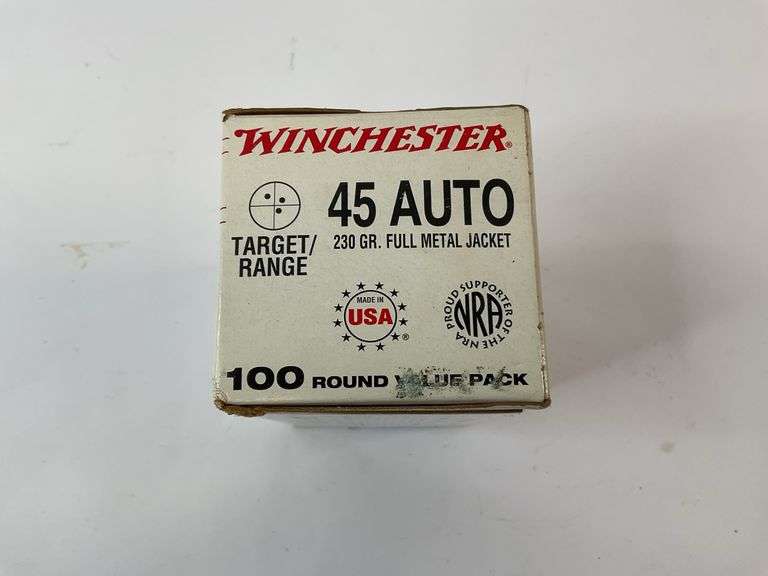 WINCHESTER®
TARGET/
RANGE
45 AUTO
230 GR. FULL METAL JACKET
MADE IN
USA
®
PROUD SUPPORTER OF THE NRA
NRA
100 ROUND VALUE PACK